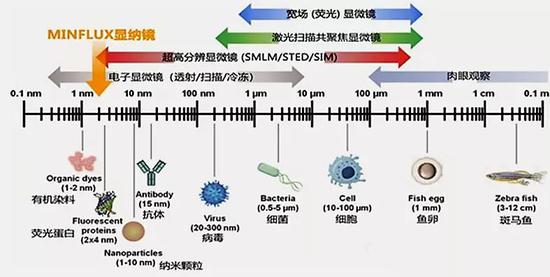 宽场 (荧光) 显微镜
MINFLUX显纳镜
激光扫描共聚焦显微镜
超高分辨显微镜 (SMLM/STED/SIM)
电子显微镜 (透射/扫描/冷冻)
肉眼观察
0.1 nm
1 nm
10 nm
100 nm
1 μm
10 μm
100 μm
1 mm
1 cm
0.1 m
Organic dyes
(1-2 nm)
有机染料
Fluorescent
proteins
(2x4 nm)
荧光蛋白
Nanoparticles
(1-10 nm)
纳米颗粒
Antibody
(15 nm)
抗体
Virus
(20-300 nm)
病毒
Bacteria
(0.5-5 μm)
细菌
Cell
(10-100 μm)
细胞
Fish egg
(1 mm)
鱼卵
Zebra fish
(3-12 cm)
斑马鱼